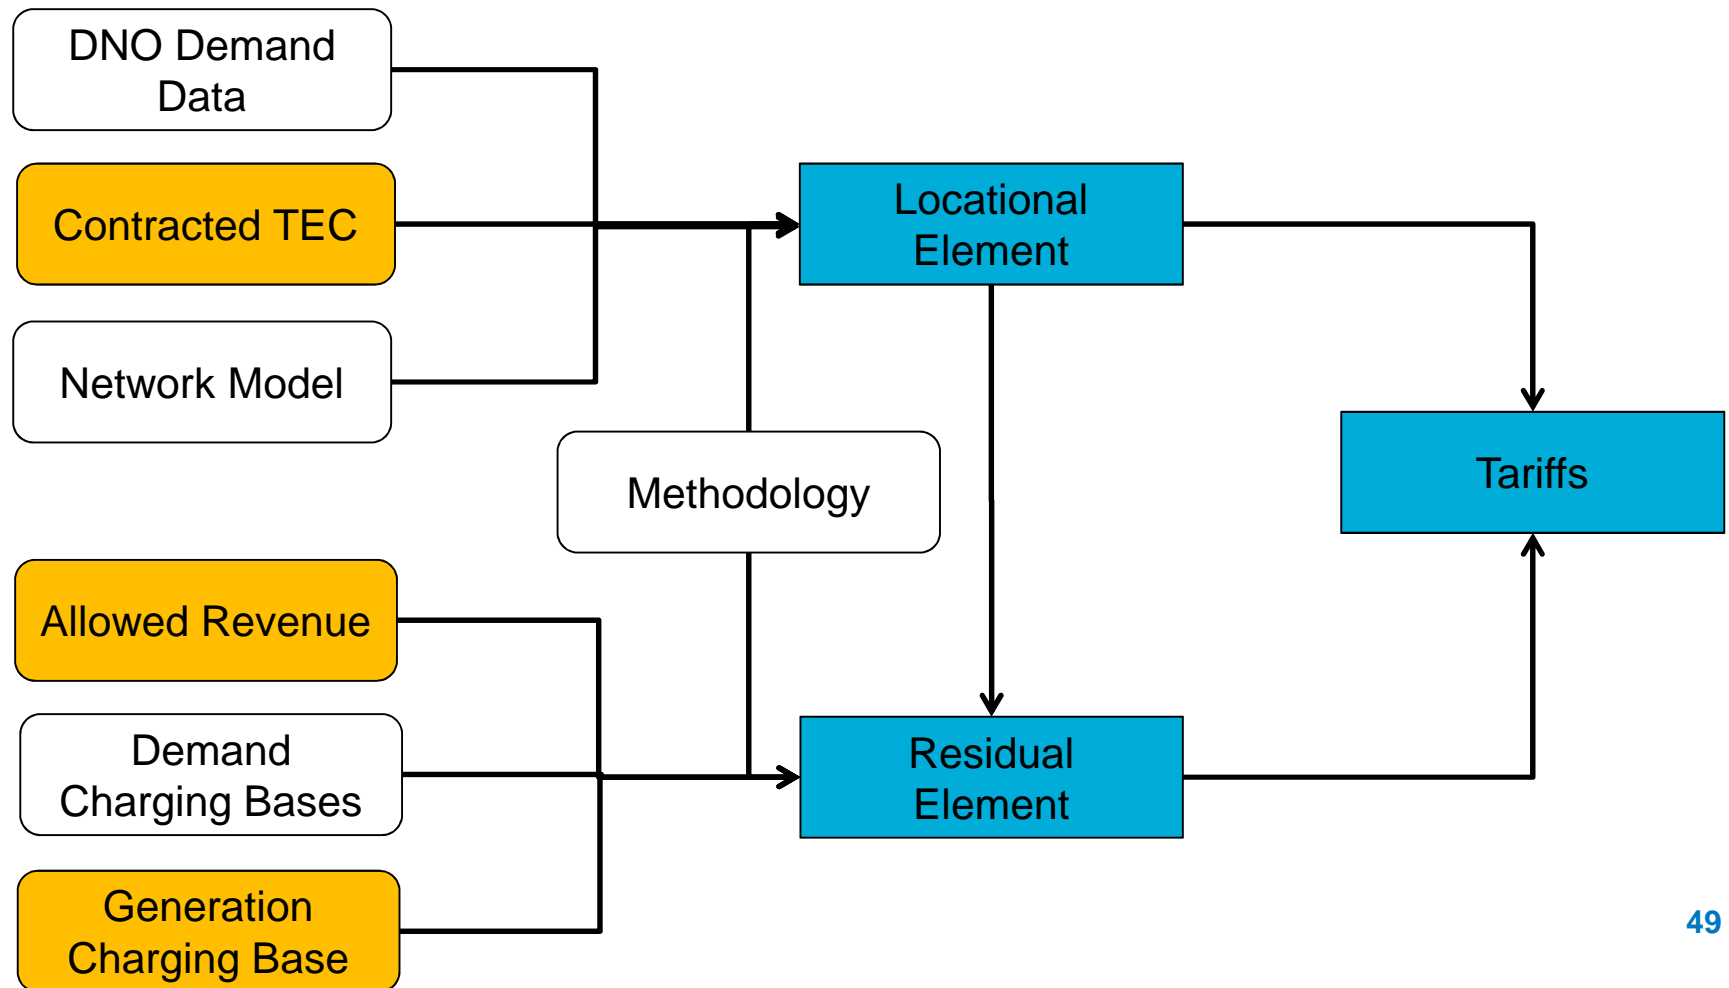 DNO Demand
Data
Contracted TEC
Network Model
Locational
Element
Methodology
Tariffs
Allowed Revenue
Demand
Charging Bases
Generation
Charging Base
Residual
Element
49